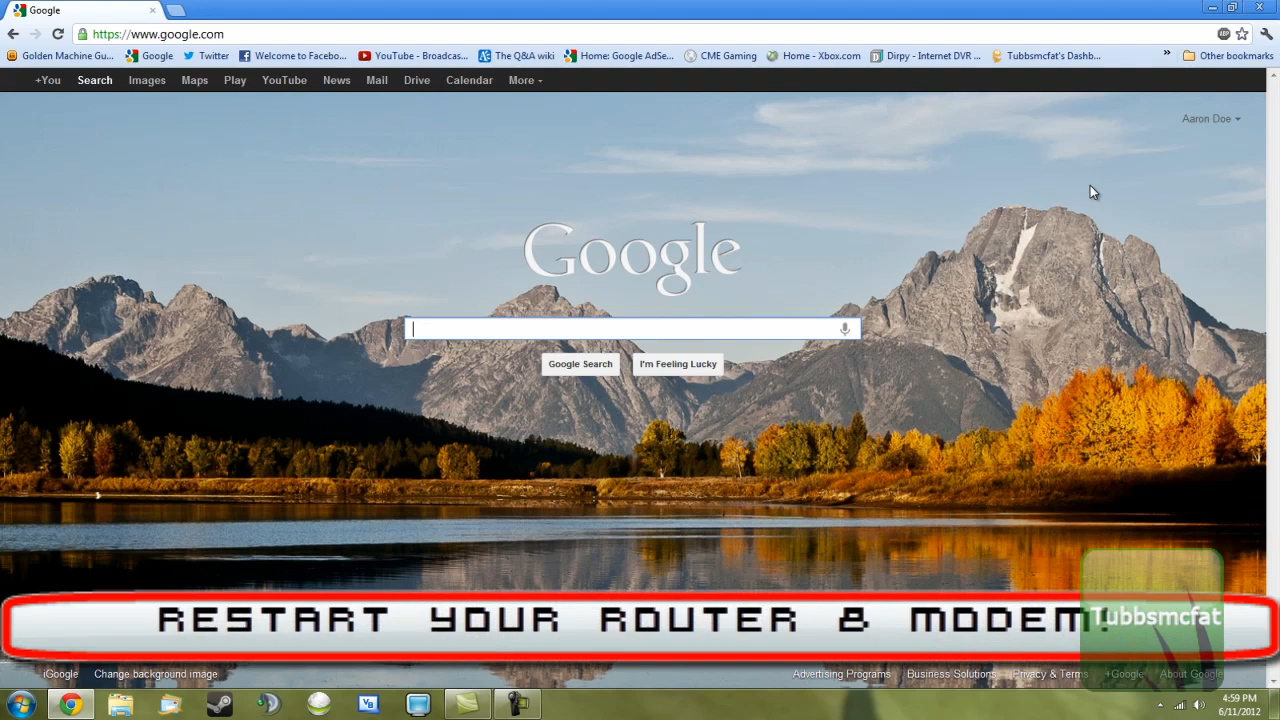 Google
https://www.google.com
Golden Machine Gu... Google Twitter Welcome to Facebo... YouTube - Broadcas... The Q&A wiki Home: Google AdSe... CME Gaming Home - Xbox.com Dirpy - Internet DVR ... Tubbsmcfat's Dashb... » Other bookmarks
+You Search Images Maps Play YouTube News Mail Drive Calendar More
Aaron Doe
Google
Google Search I'm Feeling Lucky
RESTART YOUR ROUTER & MODEM!
Tubbsmcfat
iGoogle Change background image Advertising Programs Business Solutions Privacy & Terms +Google About Google
4:59 PM
6/11/2012
ABP
VB